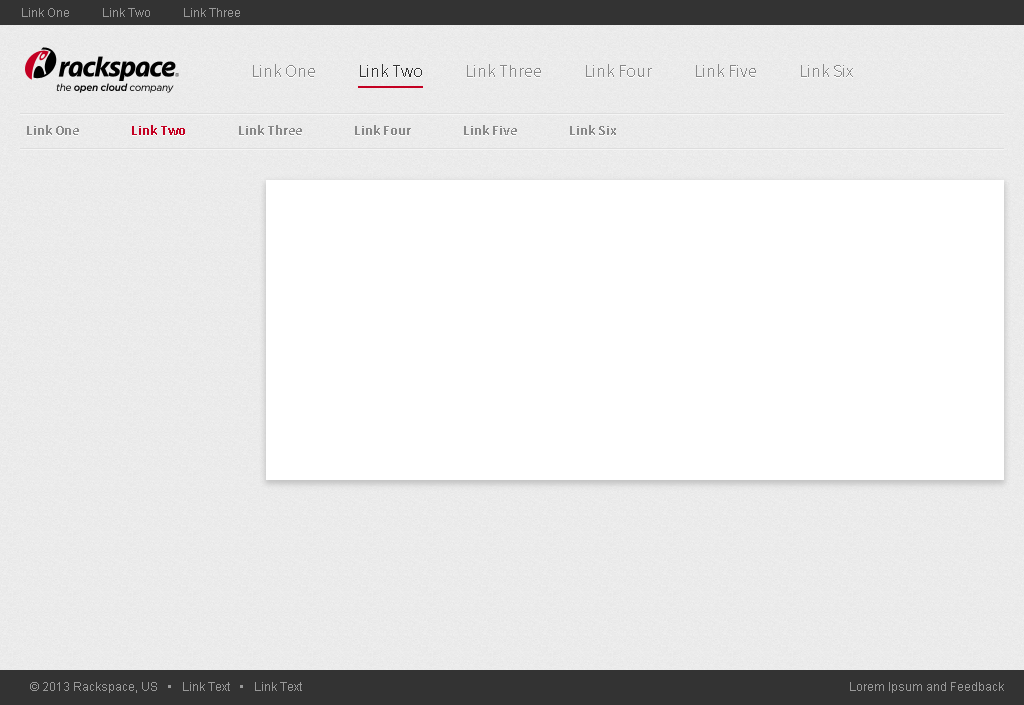 Link One Link Two Link Three
rackspace.
the open cloud company
Link One Link Two Link Three Link Four Link Five Link Six
Link One Link Two Link Three Link Four Link Five Link Six
© 2013 Rackspace, US • Link Text • Link Text Lorem Ipsum and Feedback